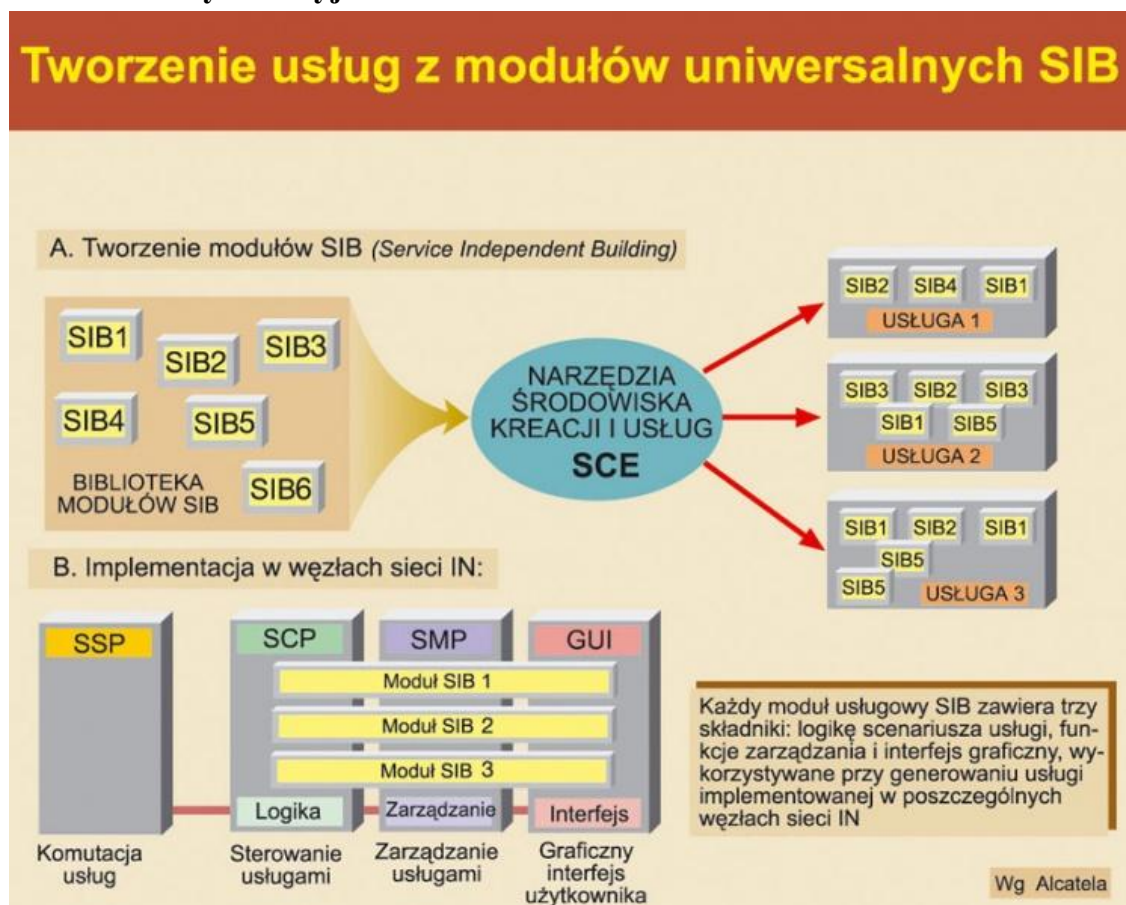 Tworzenie usług z modułów uniwersalnych SIB
A. Tworzenie modułów SIB (Service Independent Building)
SIB1
SIB2
SIB3
SIB4
SIB5
SIB6
BIBLIOTEKA
MODUŁÓW SIB
NARZĘDZIA
ŚRODOWISKA
KREACJI I USŁUG
SCE
SIB2 SIB4 SIB1
USŁUGA 1
SIB3 SIB2 SIB3
SIB1 SIB5
USŁUGA 2
SIB1 SIB2 SIB1
SIB5
SIB5
USŁUGA 3
B. Implementacja w węzłach sieci IN:
SSP SCP SMP GUI
Moduł SIB 1
Moduł SIB 2
Moduł SIB 3
Logika Zarządzanie Interfejs
Komutacja
usług
Sterowanie
usługami
Zarządzanie
usługami
Graficzny
interfejs
użytkownika
Każdy moduł usługowy SIB zawiera trzy
składniki: logikę scenariusza usługi, fun-
kcje zarządzania i interfejs graficzny, wy-
korzystywane przy generowaniu usługi
implementowanej w poszczególnych
węzłach sieci IN
Wg Alcatela